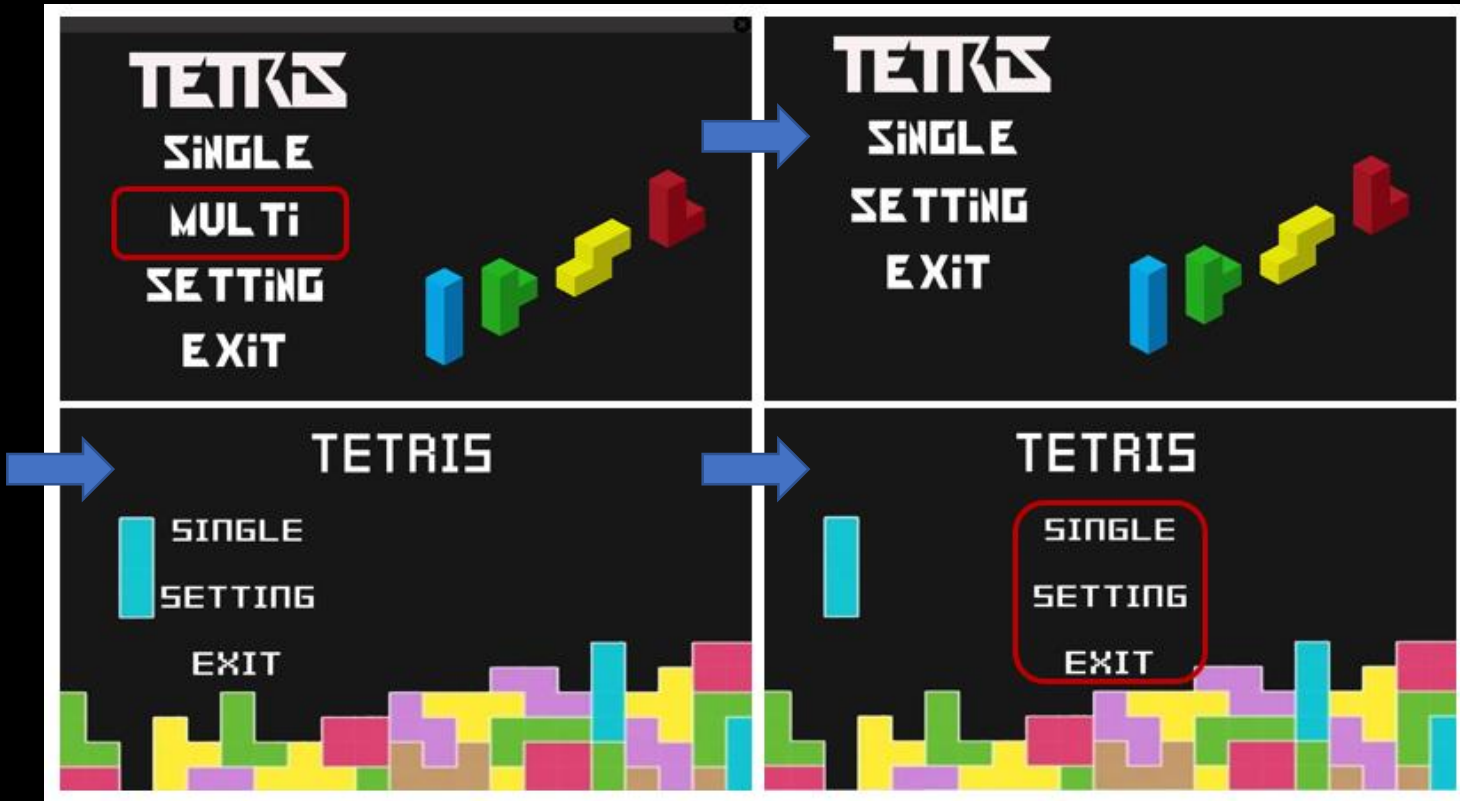 TETRiS
SiNGLE
MULTi
SETTiNG
EXiT
TETRiS
SiNGLE
SETTiNG
EXiT
TETRIS
SINGLE
SETTING
EXIT
TETRIS
SINGLE
SETTING
EXIT